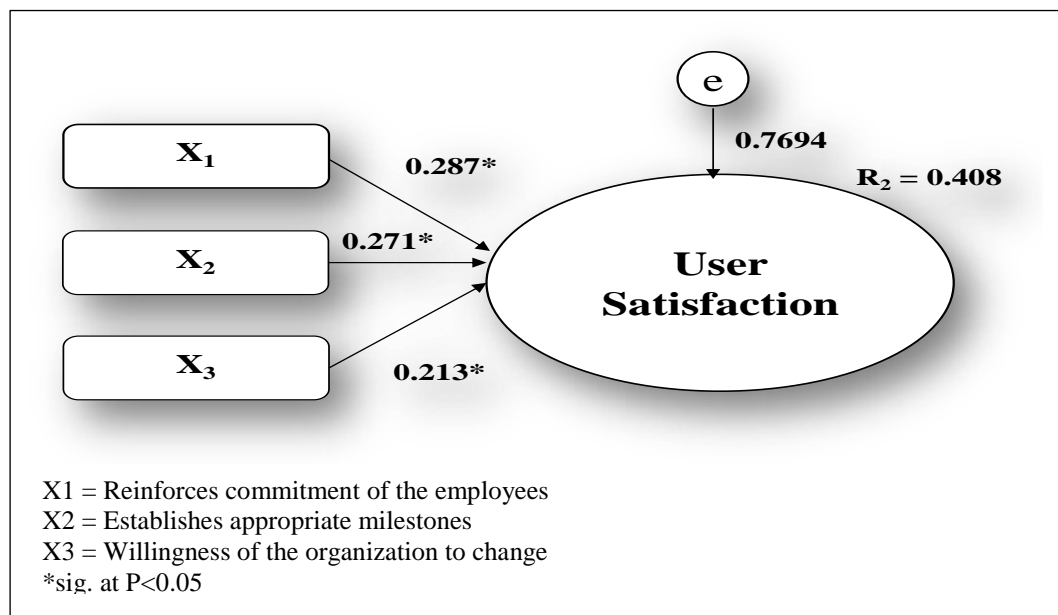 e
0.7694
R₂ = 0.408
X₁
0.287*
X₂
0.271*
User
Satisfaction
X₃
0.213*
X1 = Reinforces commitment of the employees
X2 = Establishes appropriate milestones
X3 = Willingness of the organization to change
*sig. at P<0.05